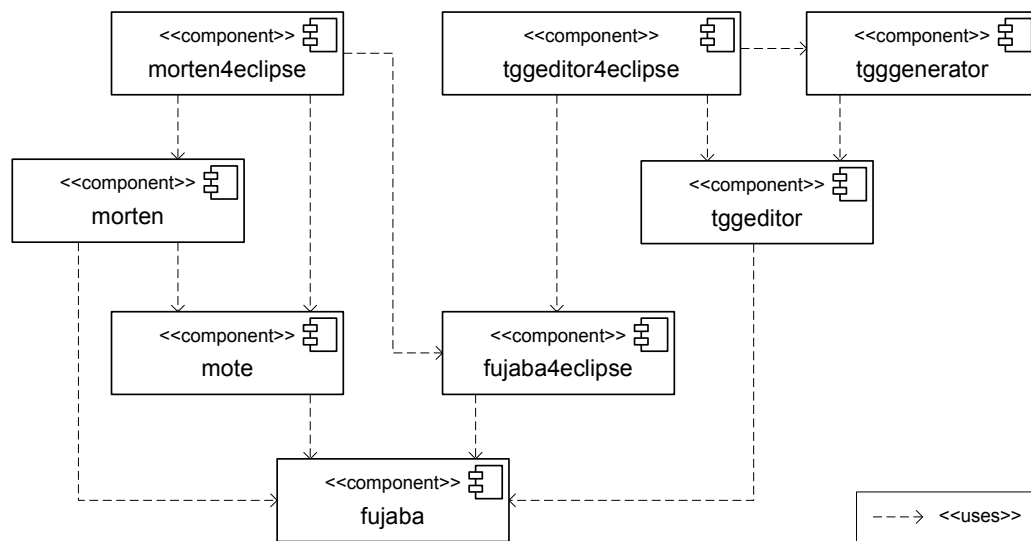 <<component>>
morten4eclipse
<<component>>
tggeditor4eclipse
<<component>>
tgggenerator
<<component>>
morten
<<component>>
tggeditor
<<component>>
mote
<<component>>
fujaba4eclipse
<<component>>
fujaba
<<uses>>